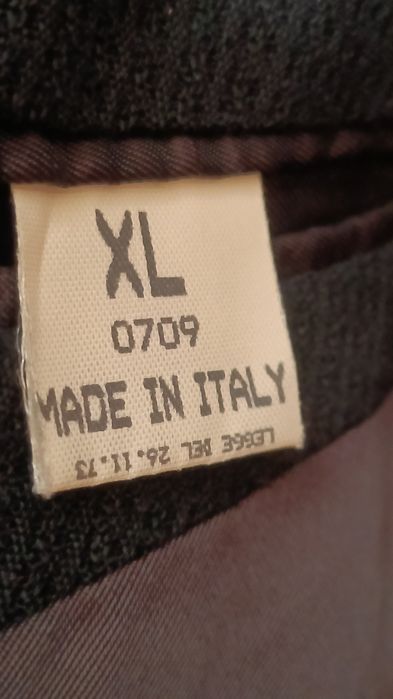 XL
0709
MADE IN ITALY
LEGGE DEL 26.11.73